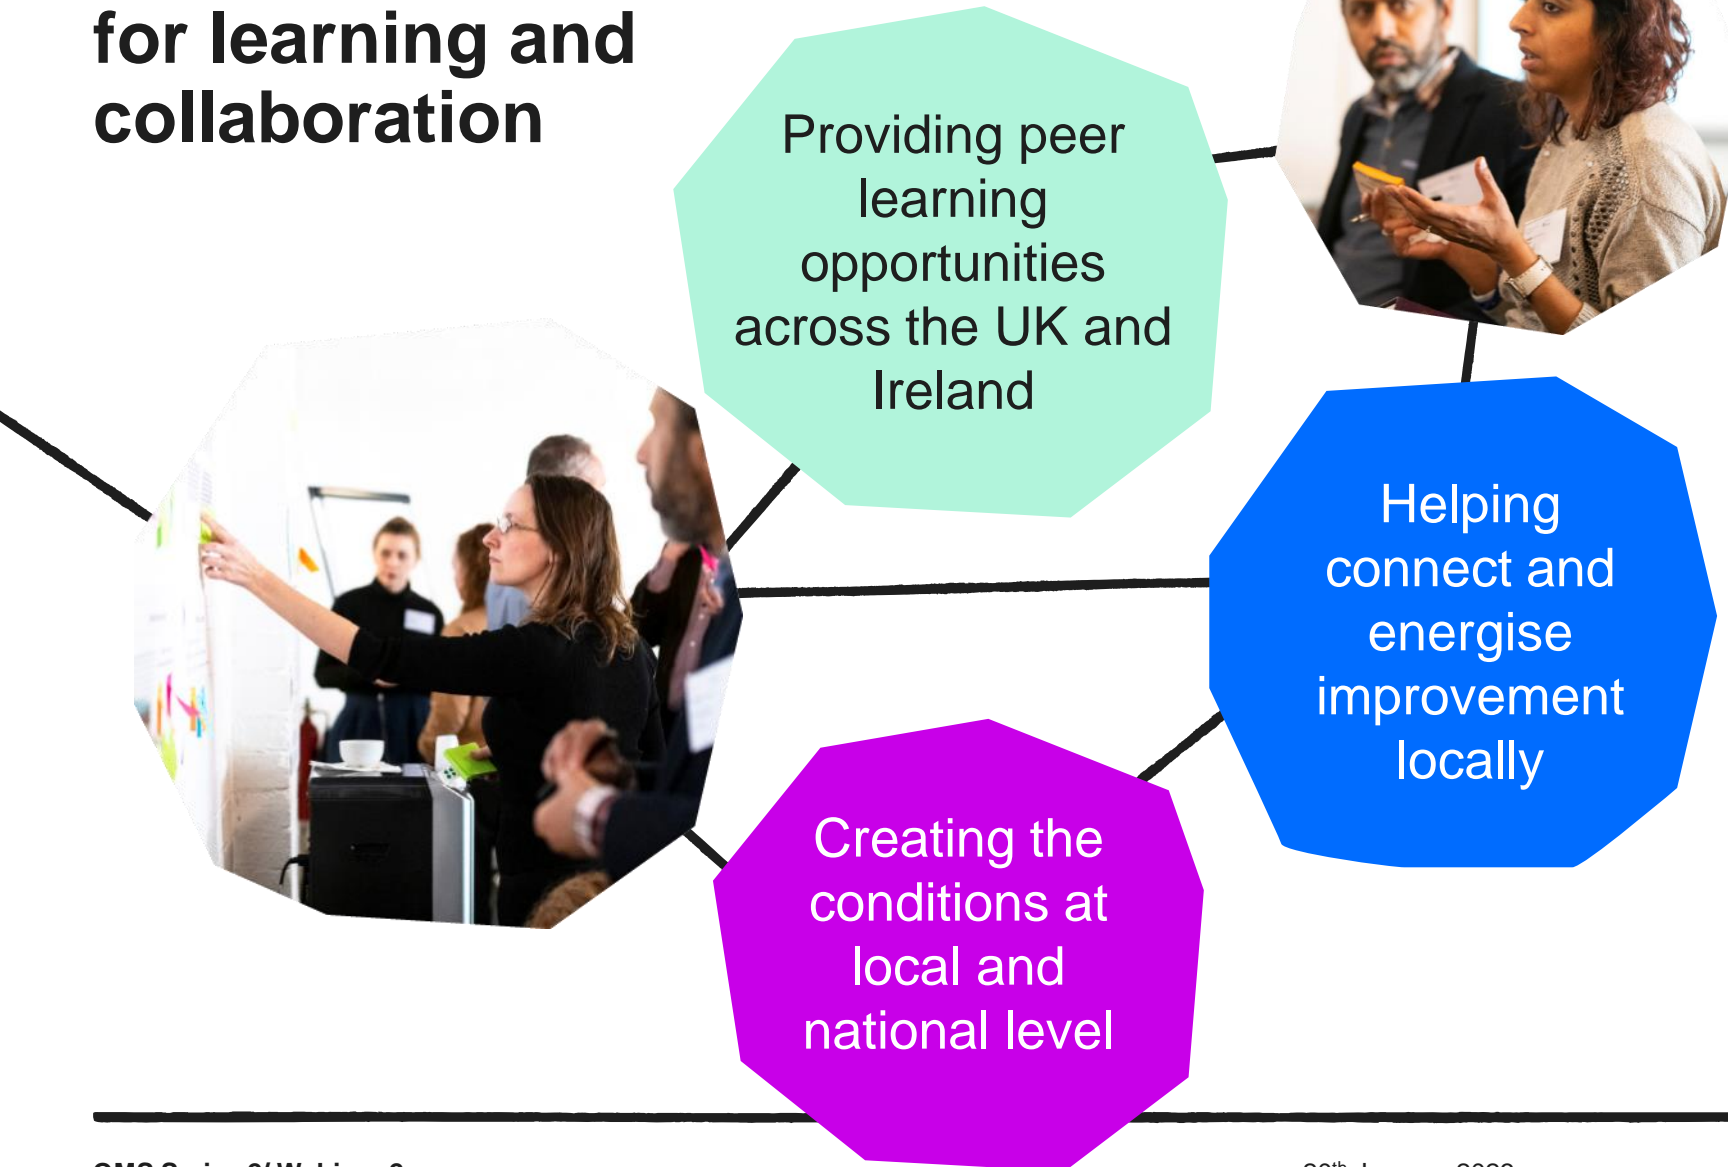 for learning and
collaboration
Providing peer
learning
opportunities
across the UK and
Ireland
Helping
connect and
energise
improvement
locally
Creating the
conditions at
local and
national level